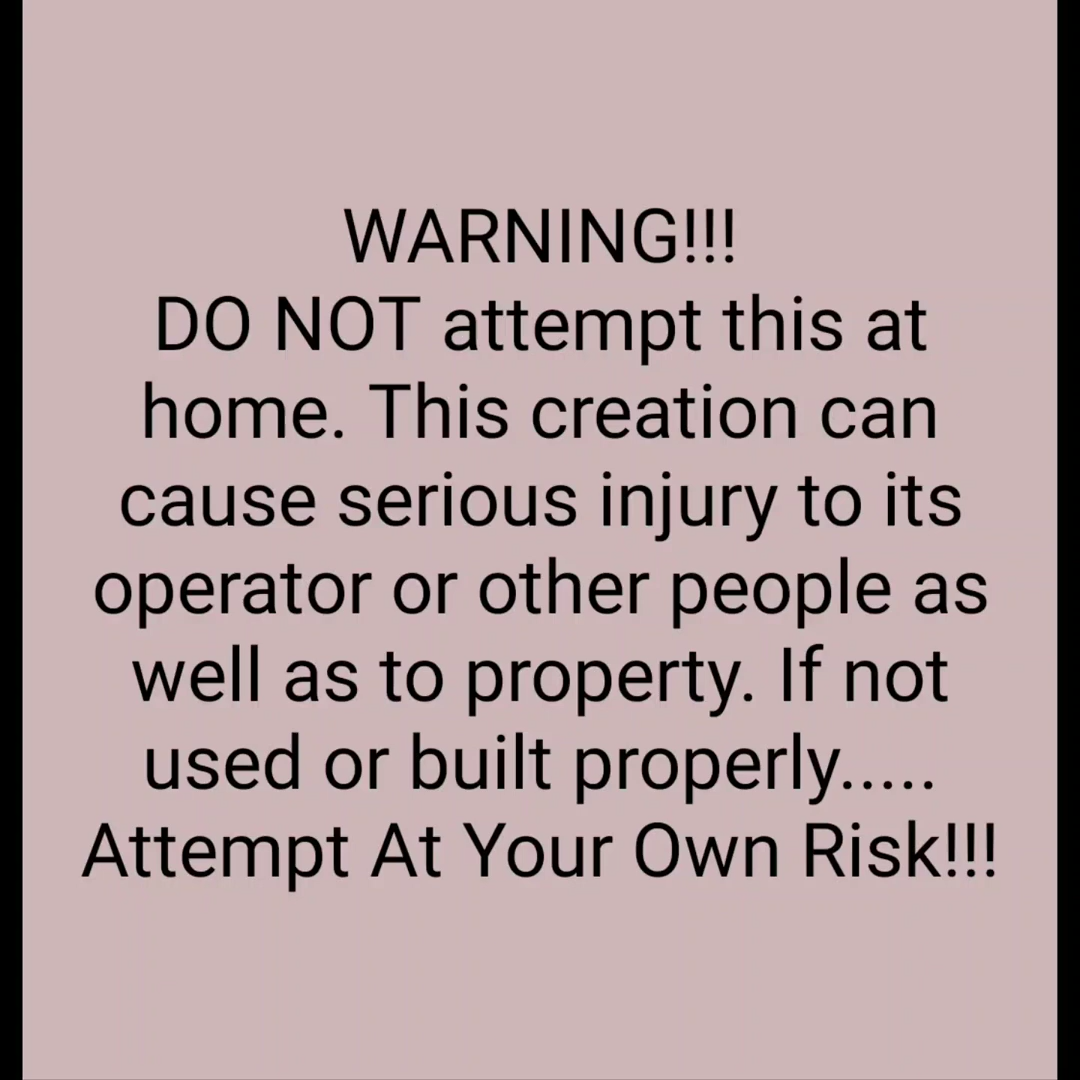 WARNING!!!
DO NOT attempt this at
home. This creation can
cause serious injury to its
operator or other people as
well as to property. If not
used or built properly.....
Attempt At Your Own Risk!!!